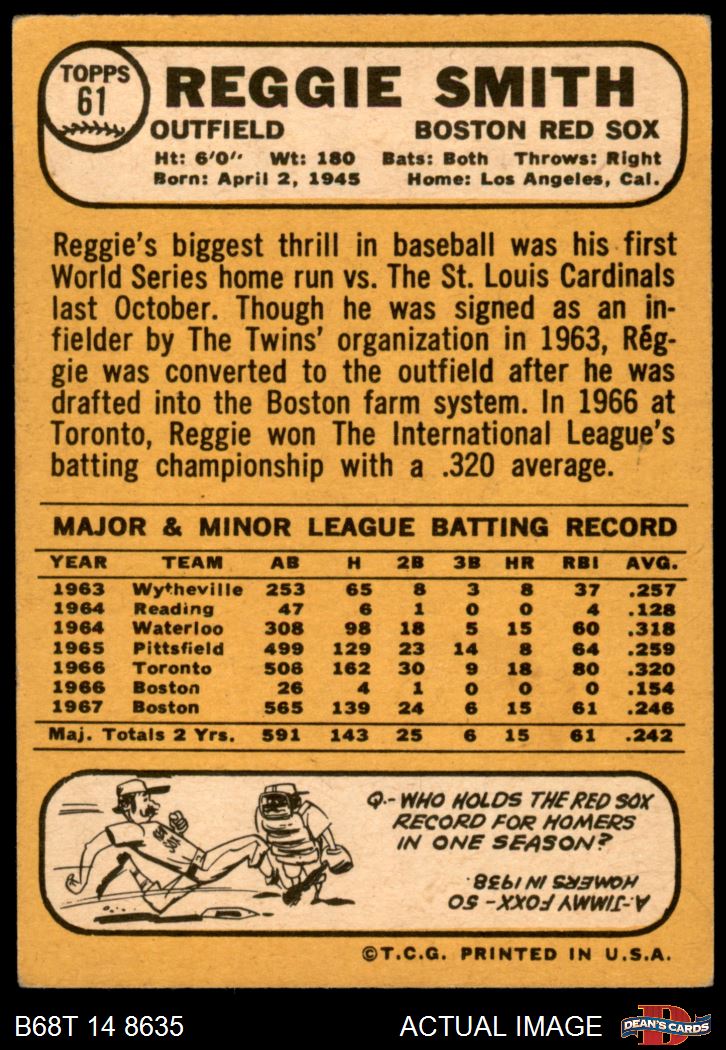 TOPPS
61
REGGIE SMITH
OUTFIELD BOSTON RED SOX
Ht: 6'0" Wt: 180 Bats: Both Throws: Right
Born: April 2, 1945 Home: Los Angeles, Cal.
Reggie's biggest thrill in baseball was his first
World Series home run vs. The St. Louis Cardinals
last October. Though he was signed as an in-
fielder by The Twins' organization in 1963, Reg-
gie was converted to the outfield after he was
drafted into the Boston farm system. In 1966 at
Toronto, Reggie won The International League's
batting championship with a .320 average.
MAJOR & MINOR LEAGUE BATTING RECORD
YEAR TEAM AB H 2B 3B HR RBI AVG.
1963 Wytheville 253 65 8 3 8 37 .257
1964 Reading 47 6 1 0 0 4 .128
1964 Waterloo 308 98 18 5 15 60 .318
1965 Pittsfield 499 129 23 14 8 64 .259
1966 Toronto 506 162 30 9 18 80 .320
1966 Boston 26 4 1 0 0 0 .154
1967 Boston 565 139 24 6 15 61 .246
Maj. Totals 2 Yrs. 591 143 25 6 15 61 .242
Q.- WHO HOLDS THE RED SOX
RECORD FOR HOMERS
IN ONE SEASON?
A.-JIMMY FOXX - 50
HOMERS IN 1938.
©T.C.G. PRINTED IN U.S.A.
B68T 14 8635 ACTUAL IMAGE
D
DEAN'S CARDS